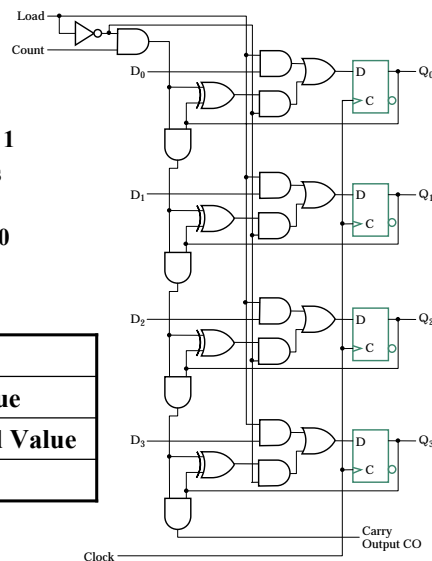 Load
Count
D0
D
Q0
C
1
D1
D
Q1
C
0
D2
D
Q2
C
ue
l Value
D3
D
Q3
C
Carry
Output CO
Clock